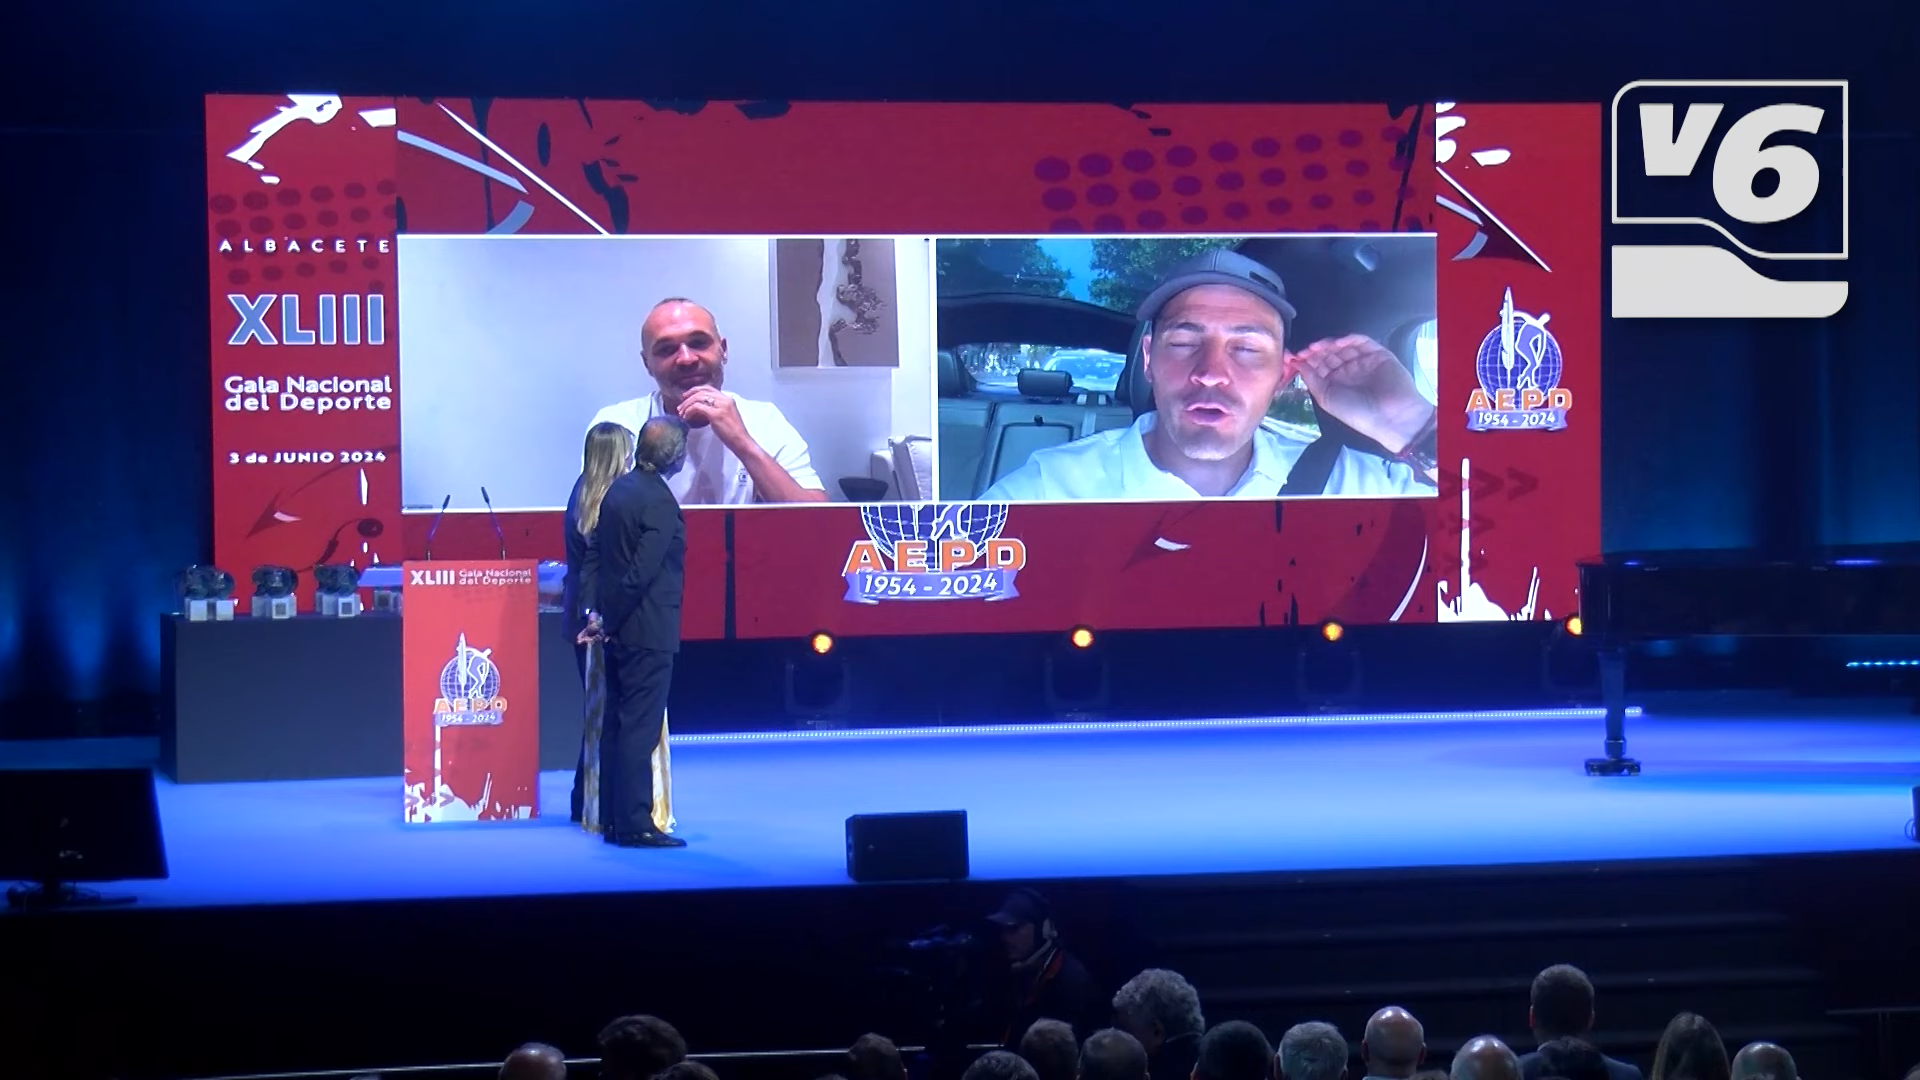 v6
ALBACETE
XLIII
Gala Nacional
del Deporte
3 de JUNIO 2024
AEPD
1954 - 2024
AEPD
1954 - 2024
XLIII Gala Nacional
del Deporte
AEPD
1954 - 2024